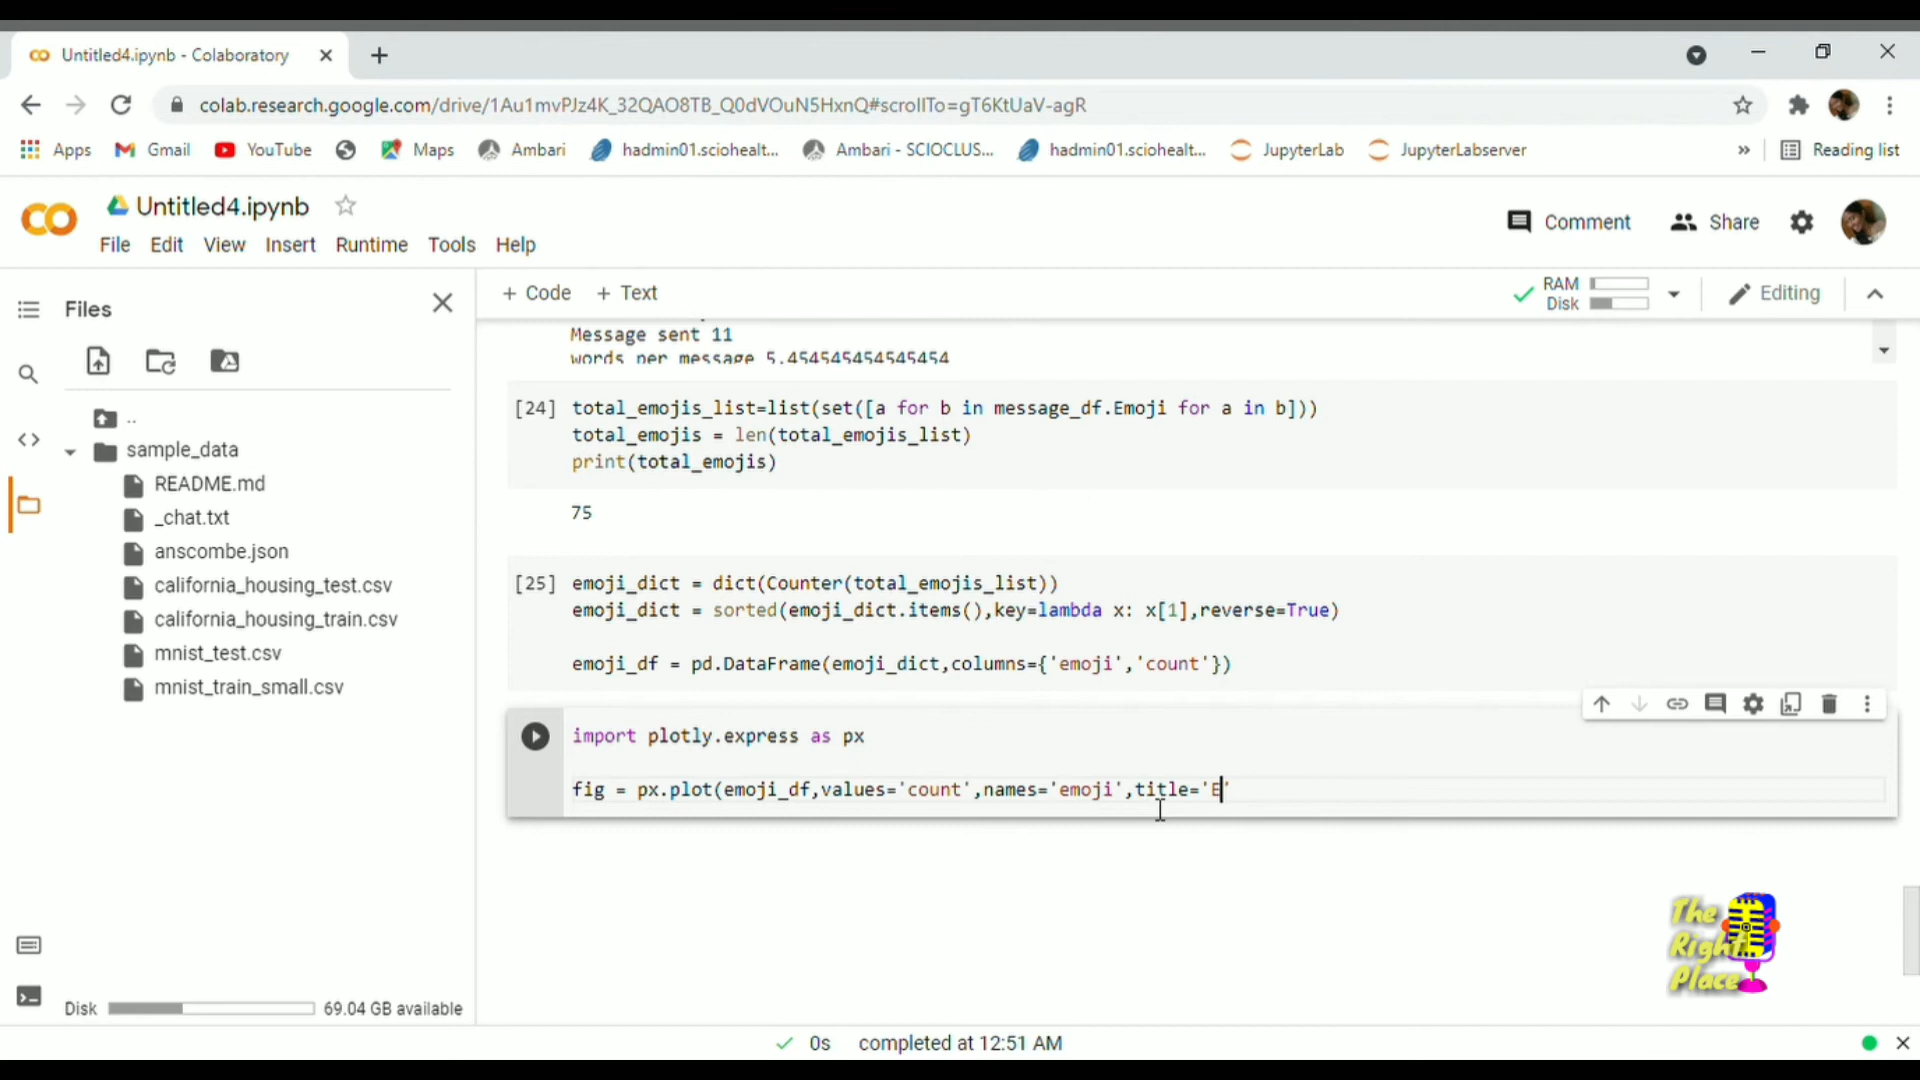 Untitled4.ipynb - Colaboratory
colab.research.google.com/drive/1Au1mvPJz4K_32QAO8TB_Q0dVOuN5HxnQ#scrollTo=gT6KtUaV-agR
Apps Gmail YouTube Maps Ambari hadmin01.sciohealt... Ambari - SCIOCLUS... hadmin01.sciohealt... JupyterLab JupyterLabserver » Reading list
Untitled4.ipynb
Comment Share
File Edit View Insert Runtime Tools Help
Files
+ Code + Text
RAM
Disk
Editing
Message sent 11
words per message 5.454545454545454
..
sample_data
README.md
_chat.txt
anscombe.json
california_housing_test.csv
california_housing_train.csv
mnist_test.csv
mnist_train_small.csv
[24] total_emojis_list=list(set([a for b in message_df.Emoji for a in b]))
total_emojis = len(total_emojis_list)
print(total_emojis)
75
[25] emoji_dict = dict(Counter(total_emojis_list))
emoji_dict = sorted(emoji_dict.items(),key=lambda x: x[1],reverse=True)
emoji_df = pd.DataFrame(emoji_dict,columns={'emoji','count'})
import plotly.express as px
fig = px.plot(emoji_df,values='count',names='emoji',title='E'
The
Right
Place
Disk 69.04 GB available
0s completed at 12:51 AM